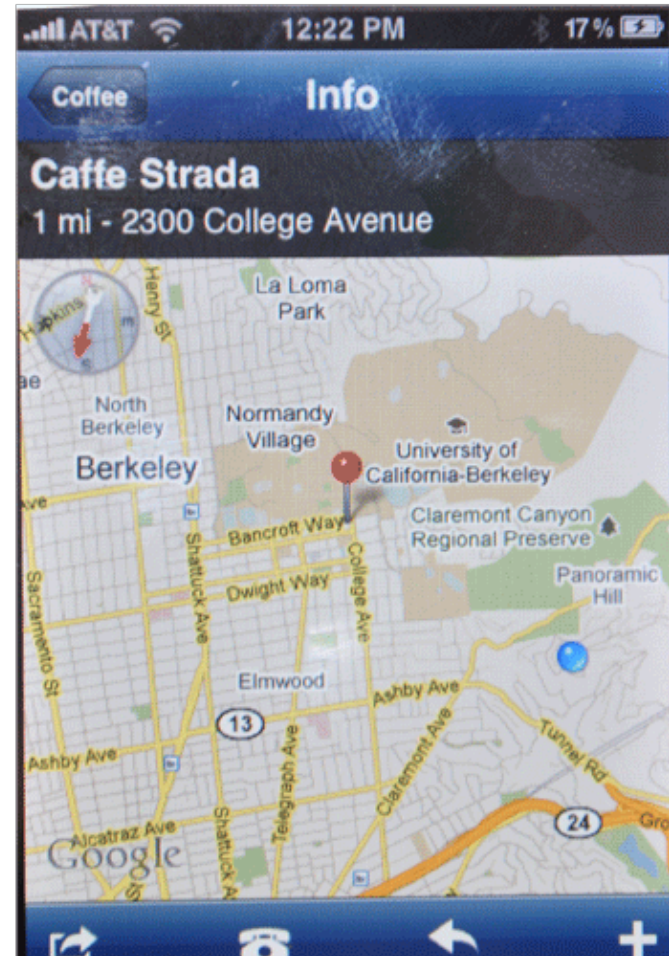 AT&T 12:22 PM 17%
Coffee Info
Caffe Strada
1 mi - 2300 College Avenue
La Loma
Park
Hopkins
Henry St
North
Berkeley
Normandy
Village
University of
California-Berkeley
Berkeley
Bancroft Way
Claremont Canyon
Regional Preserve
Shattuck Ave
College Ave
Dwight Way
Panoramic
Hill
Sacramento St
Elmwood
Ashby Ave
13
Ashby Ave
Telegraph Ave
Claremont Ave
Tunnel Rd
24
Alcatraz Ave
Shattuck A
Google